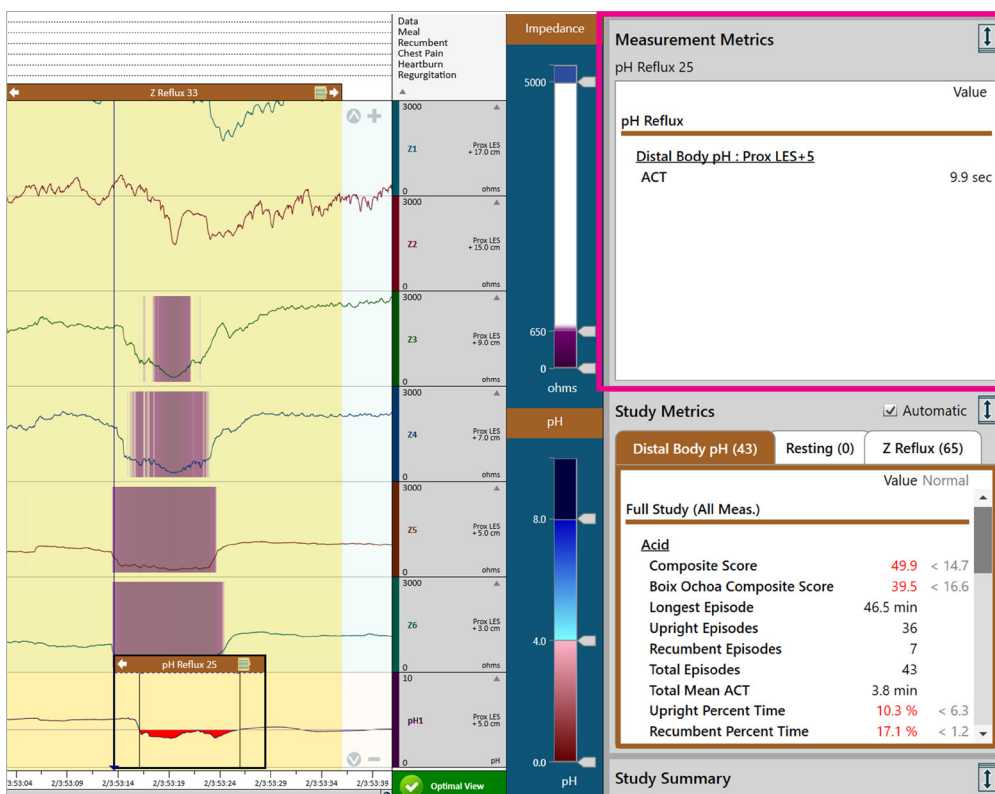 Data
Meal
Recumbent
Chest Pain
Heartburn
Regurgitation
Z Reflux 33
3000
Z1
Prox LES
+ 17.0 cm
0
ohms
3000
Z2
Prox LES
+ 15.0 cm
0
ohms
3000
Z3
Prox LES
+ 9.0 cm
0
ohms
3000
Z4
Prox LES
+ 7.0 cm
0
ohms
3000
Z5
Prox LES
+ 5.0 cm
0
ohms
3000
Z6
Prox LES
+ 3.0 cm
0
ohms
pH Reflux 25
10
pH1
Prox LES
+ 5.0 cm
0
pH
3:53:04 2/3:53:09 2/3:53:14 2/3:53:19 2/3:53:24 2/3:53:29 2/3:53:34 2/3:53:39
Optimal View
Impedance
5000
650
0
ohms
pH
8.0
4.0
0.0
pH
Measurement Metrics
pH Reflux 25
Value
pH Reflux
Distal Body pH : Prox LES+5
ACT 9.9 sec
Study Metrics
Automatic
Distal Body pH (43) Resting (0) Z Reflux (65)
Value Normal
Full Study (All Meas.)
Acid
Composite Score 49.9 < 14.7
Boix Ochoa Composite Score 39.5 < 16.6
Longest Episode 46.5 min
Upright Episodes 36
Recumbent Episodes 7
Total Episodes 43
Total Mean ACT 3.8 min
Upright Percent Time 10.3 % < 6.3
Recumbent Percent Time 17.1 % < 1.2
Study Summary